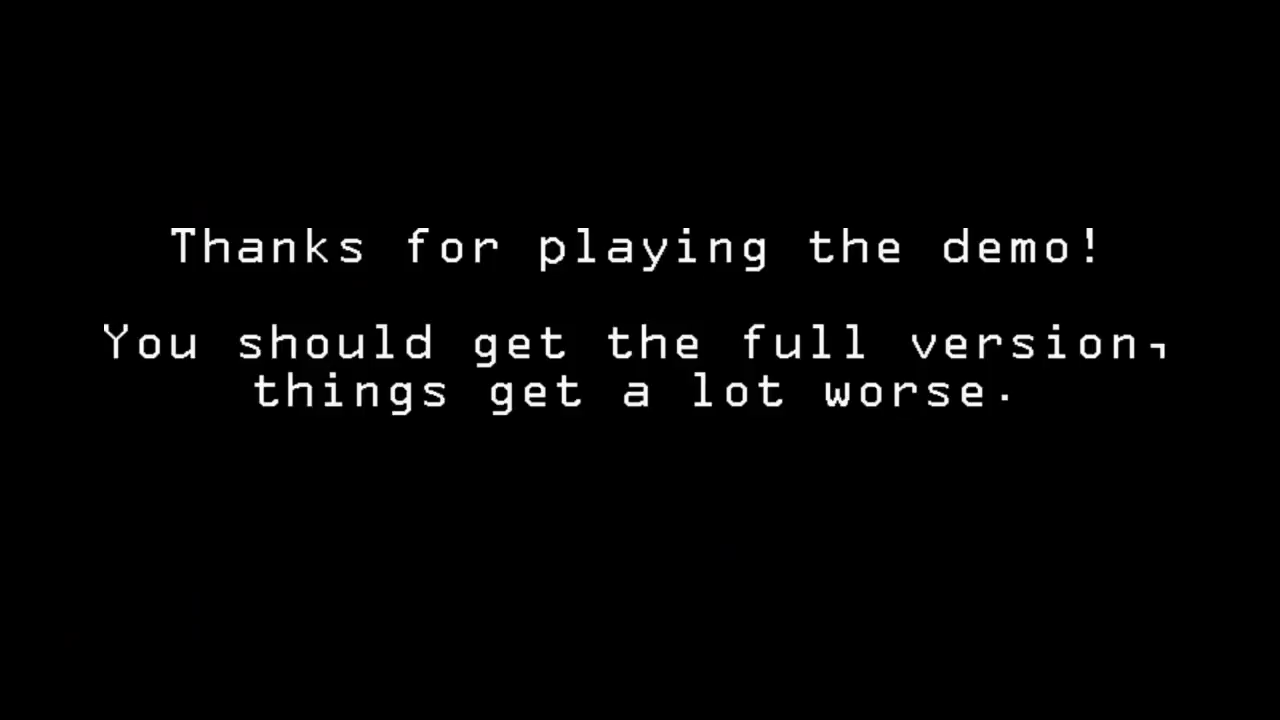 Thanks for playing the demo!
You should get the full version,
things get a lot worse.